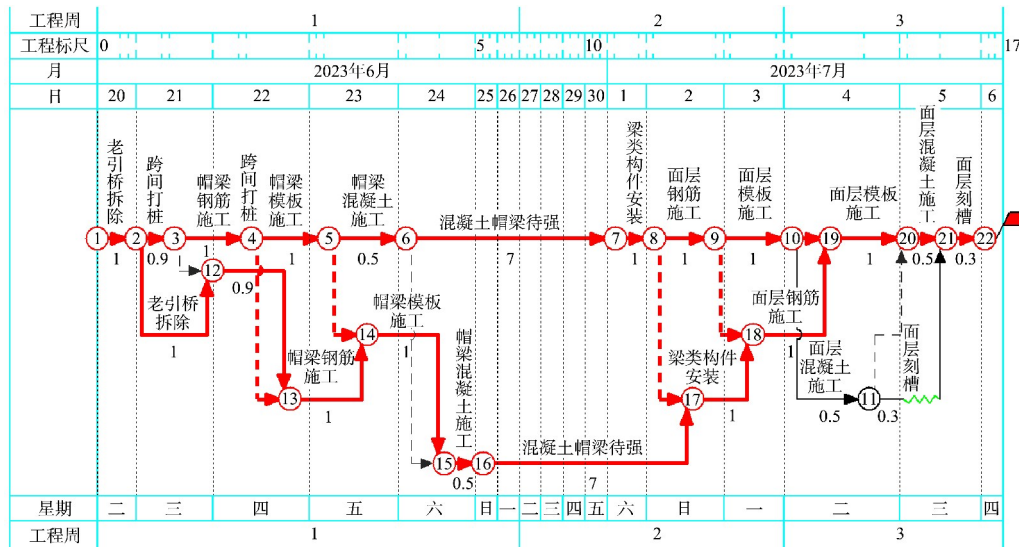 工程周 1 2 3
工程标尺 0 5 10 17
月 2023年6月 2023年7月
日 20 21 22 23 24 25 26 27 28 29 30 1 2 3 4 5 6
老引桥拆除
跨间打桩
帽梁钢筋施工
跨间打桩
帽梁模板施工
帽梁混凝土施工
混凝土帽梁待强
梁类构件安装
面层钢筋施工
面层模板施工
面层模板施工
面层混凝土施工
面层刻槽
1 2 3 4 5 6 7 8 9 10 19 20 21 22
1 0.9 1 1 0.5 7 1 1 1 1 0.5 0.3
12
0.9
老引桥
拆除
1
帽梁模板
施工
1
14
帽梁钢筋
施工
1
13
帽梁混凝土施工
15 16
0.5
混凝土帽梁待强
7
梁类构件
安装
17
1
18
面层钢筋
施工
1
面层
混凝土
施工
0.5
11
0.3
面层刻槽
星期 二 三 四 五 六 日 一 二 三 四 五 六 日 一 二 三 四
工程周 1 2 3